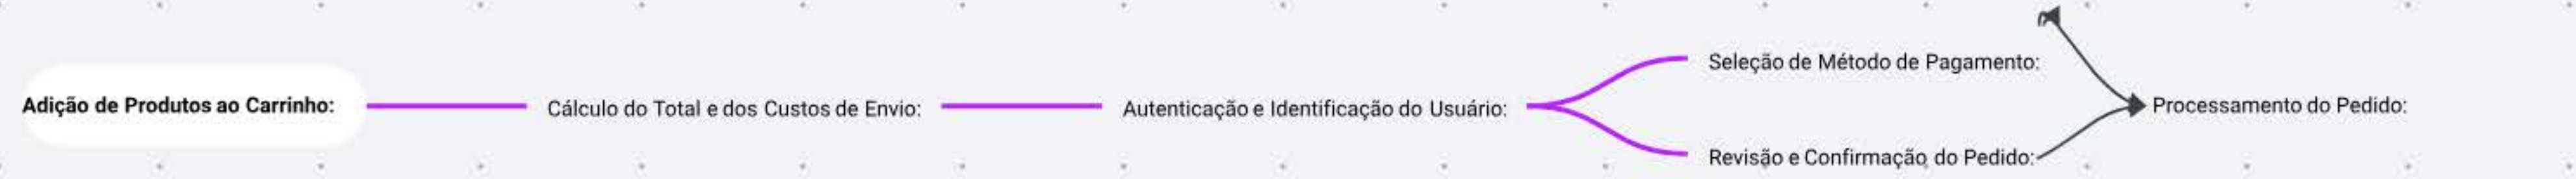 Adição de Produtos ao Carrinho:
Cálculo do Total e dos Custos de Envio:
Autenticação e Identificação do Usuário:
Seleção de Método de Pagamento:
Revisão e Confirmação do Pedido:
Processamento do Pedido: